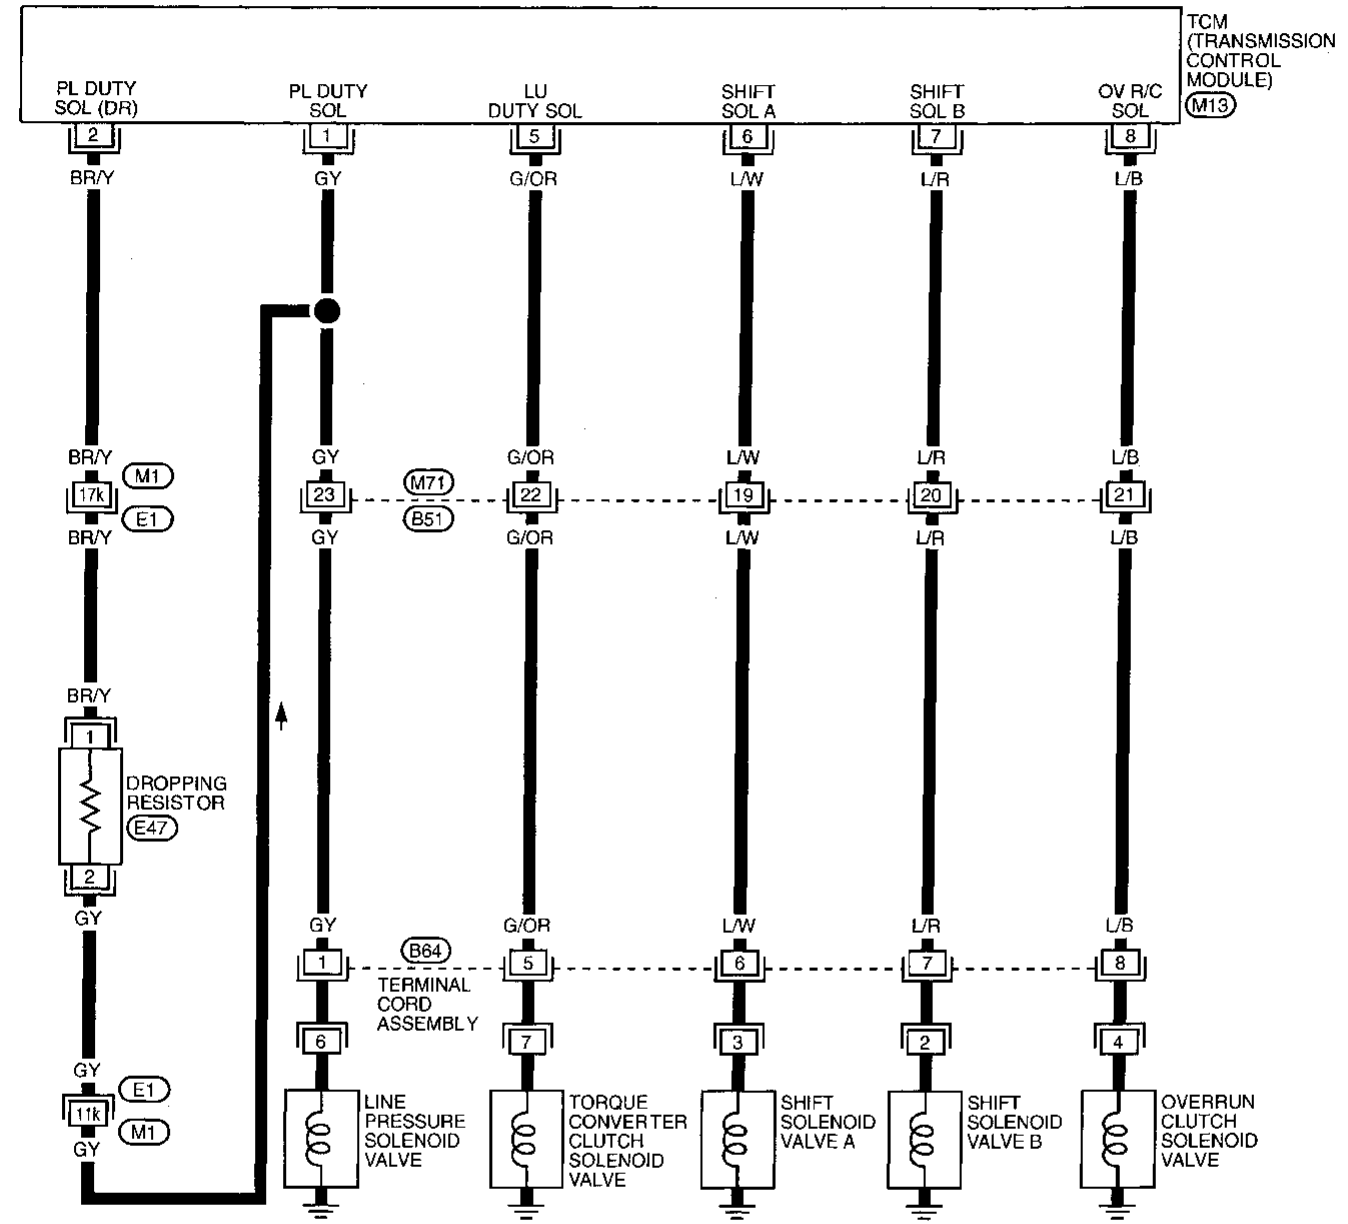 TCM
(TRANSMISSION
CONTROL
MODULE)
M13
PL DUTY
SOL (DR)
PL DUTY
SOL
LU
DUTY SOL
SHIFT
SOL A
SHIFT
SOL B
OV R/C
SOL
2
1
5
6
7
8
BR/Y
GY
G/OR
L/W
L/R
L/B
BR/Y
GY
G/OR
L/W
L/R
L/B
M1
M71
17k
23
22
19
20
21
E1
B51
BR/Y
GY
G/OR
L/W
L/R
L/B
BR/Y
1
DROPPING
RESISTOR
E47
2
GY
GY
G/OR
L/W
L/R
L/B
B64
1
5
6
7
8
TERMINAL
CORD
ASSEMBLY
6
7
3
2
4
GY
E1
11k
M1
GY
LINE
PRESSURE
SOLENOID
VALVE
TORQUE
CONVERTER
CLUTCH
SOLENOID
VALVE
SHIFT
SOLENOID
VALVE A
SHIFT
SOLENOID
VALVE B
OVERRUN
CLUTCH
SOLENOID
VALVE